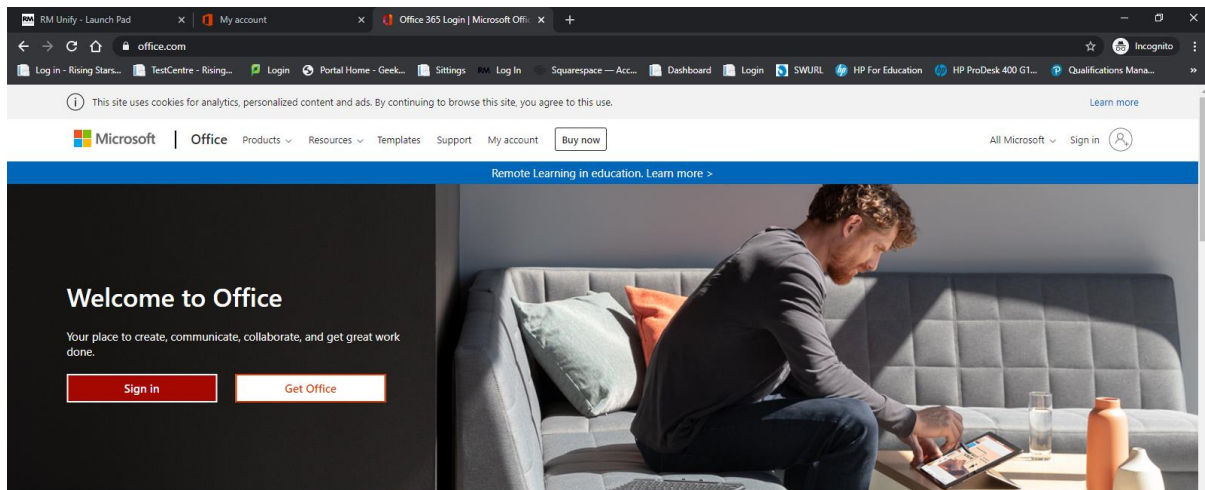 RM RM Unify - Launch Pad My account Office 365 Login | Microsoft Offic
office.com Incognito
Log in - Rising Stars... TestCentre - Rising... Login Portal Home - Geek... Sittings RM Log In Squarespace — Acc... Dashboard Login SWURL HP For Education HP ProDesk 400 G1... Qualifications Mana... »
This site uses cookies for analytics, personalized content and ads. By continuing to browse this site, you agree to this use. Learn more
Microsoft | Office Products Resources Templates Support My account Buy now All Microsoft Sign in
Remote Learning in education. Learn more >
Welcome to Office
Your place to create, communicate, collaborate, and get great work
done.
Sign in Get Office